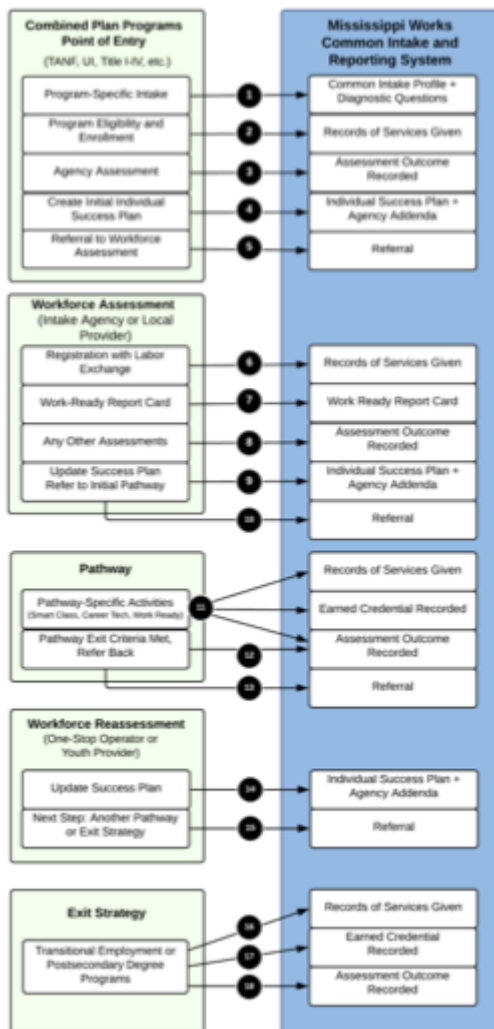 Combined Plan Programs
Point of Entry
(TANF, UI, Title I-IV, etc.)
Mississippi Works
Common Intake and
Reporting System
Program-Specific Intake
1
Common Intake Profile +
Diagnostic Questions
Program Eligibility and
Enrollment
2
Records of Services Given
Agency Assessment
3
Assessment Outcome
Recorded
Create Initial Individual
Success Plan
4
Individual Success Plan +
Agency Addenda
Referral to Workforce
Assessment
5
Referral
Workforce Assessment
(Intake Agency or Local
Provider)
Registration with Labor
Exchange
6
Records of Services Given
Work-Ready Report Card
7
Work Ready Report Card
Any Other Assessments
8
Assessment Outcome
Recorded
Update Success Plan
Refer to Initial Pathway
9
Individual Success Plan +
Agency Addenda
10
Referral
Pathway
Pathway-Specific Activities
(Smart Class, Career Tech, Work Ready)
11
Records of Services Given
Earned Credential Recorded
Pathway Exit Criteria Met,
Refer Back
12
Assessment Outcome
Recorded
13
Referral
Workforce Reassessment
(One-Stop Operator or
Youth Provider)
Update Success Plan
14
Individual Success Plan +
Agency Addenda
Next Step: Another Pathway
or Exit Strategy
15
Referral
Exit Strategy
Transitional Employment or
Postsecondary Degree
Programs
16
Records of Services Given
17
Earned Credential
Recorded
18
Assessment Outcome
Recorded